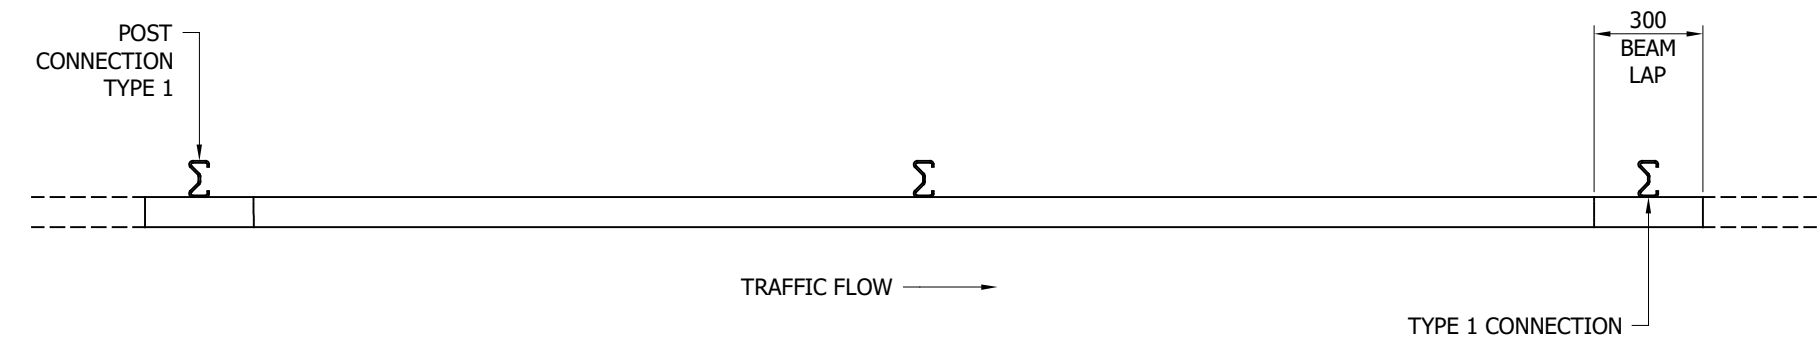 POST
CONNECTION
TYPE 1
300
BEAM
LAP
TRAFFIC FLOW
TYPE 1 CONNECTION